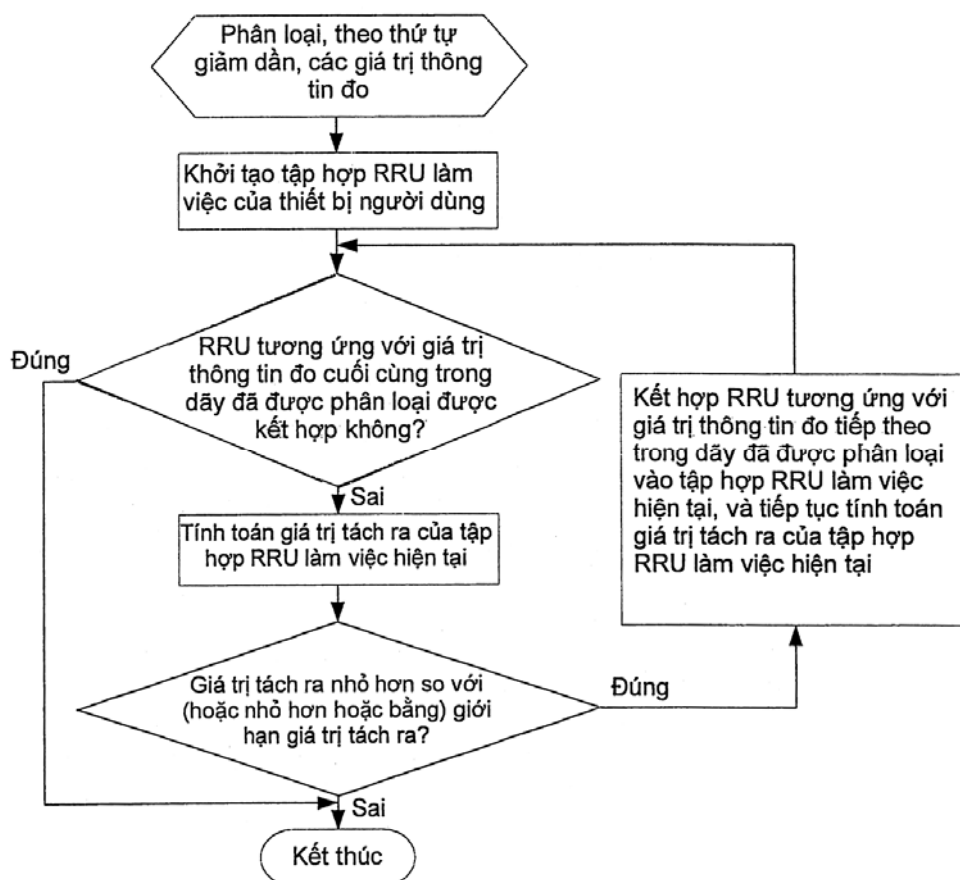 Phân loại, theo thứ tự
giảm dần, các giá trị thông
tin đo
Khởi tạo tập hợp RRU làm
việc của thiết bị người dùng
RRU tương ứng với giá trị
thông tin đo cuối cùng trong
dãy đã được phân loại được
kết hợp không?
Đúng
Sai
Tính toán giá trị tách ra của tập
hợp RRU làm việc hiện tại
Kết hợp RRU tương ứng với
giá trị thông tin đo tiếp theo
trong dãy đã được phân loại
vào tập hợp RRU làm việc
hiện tại, và tiếp tục tính toán
giá trị tách ra của tập hợp
RRU làm việc hiện tại
Giá trị tách ra nhỏ hơn so với
(hoặc nhỏ hơn hoặc bằng) giới
hạn giá trị tách ra?
Đúng
Sai
Kết thúc